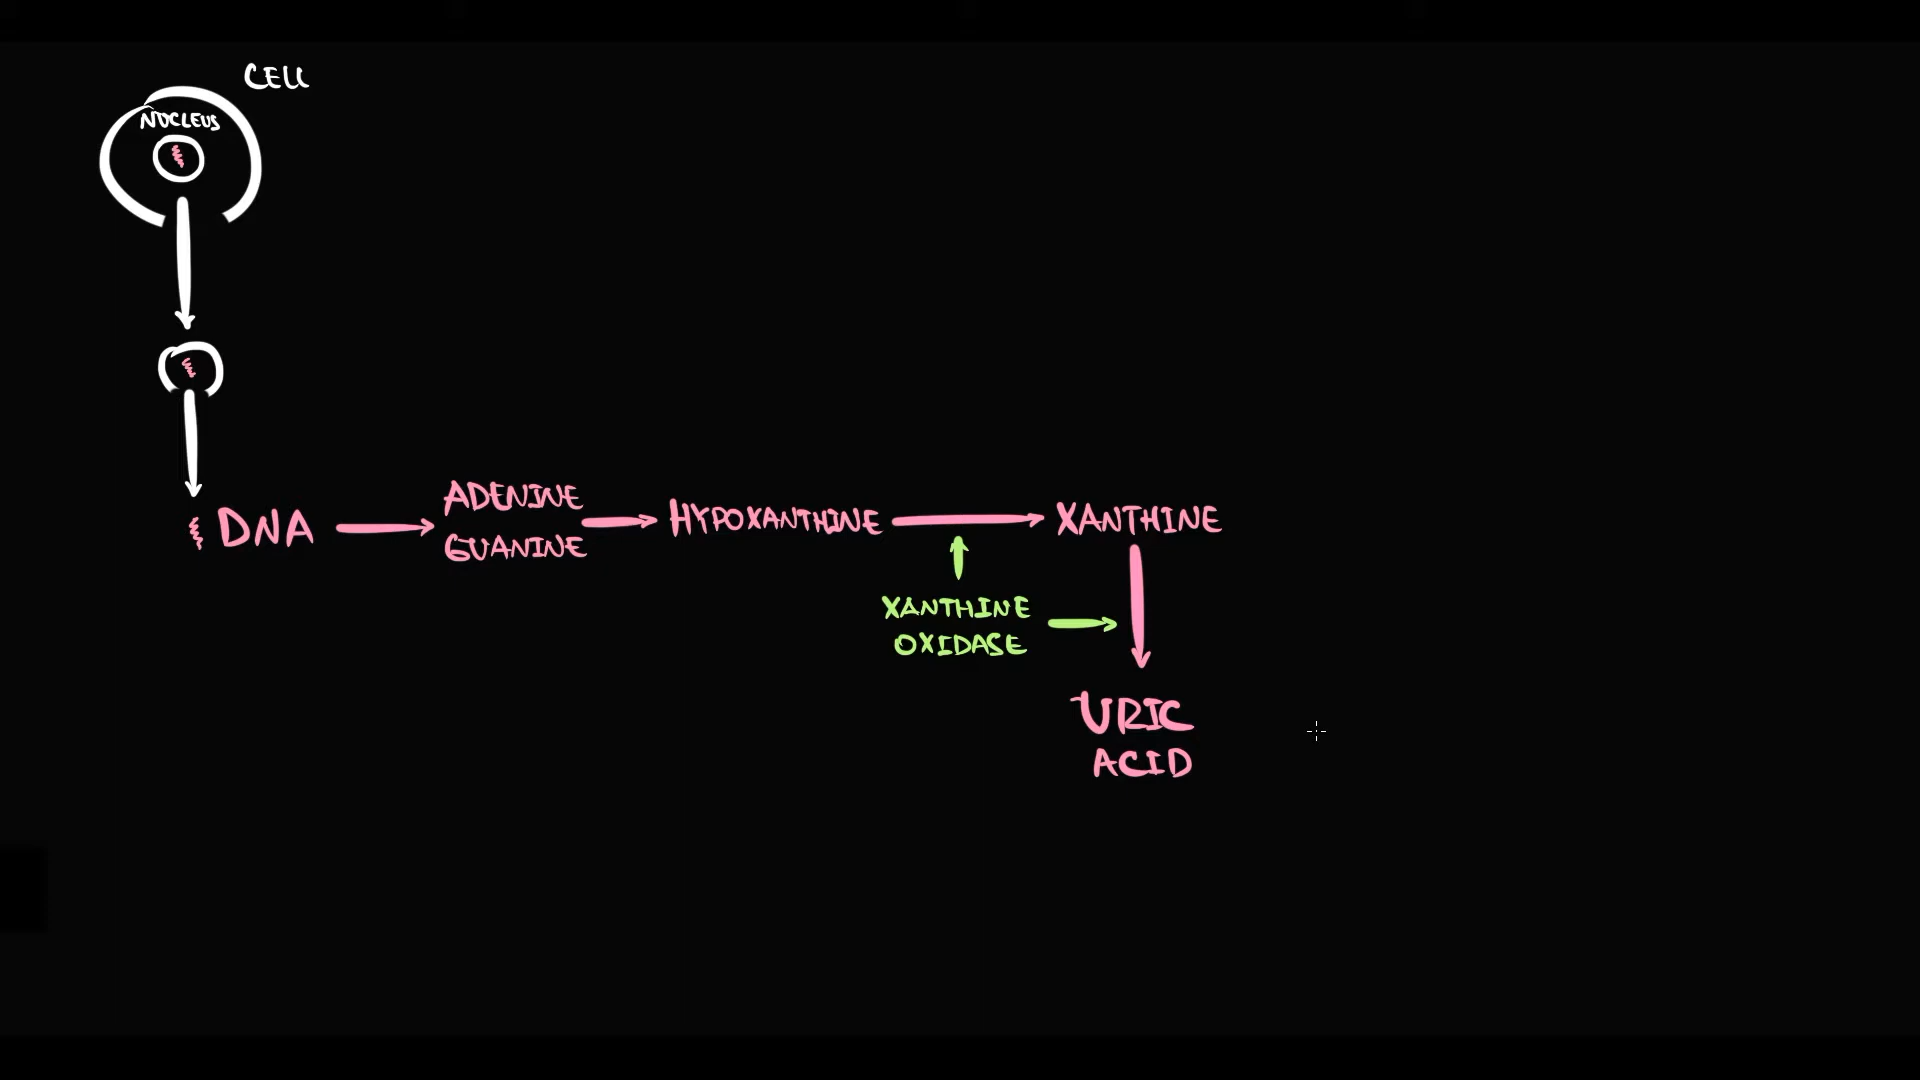 CELL
NUCLEUS
DNA
ADENINE
GUANINE
HYPOXANTHINE
XANTHINE
XANTHINE
OXIDASE
URIC
ACID